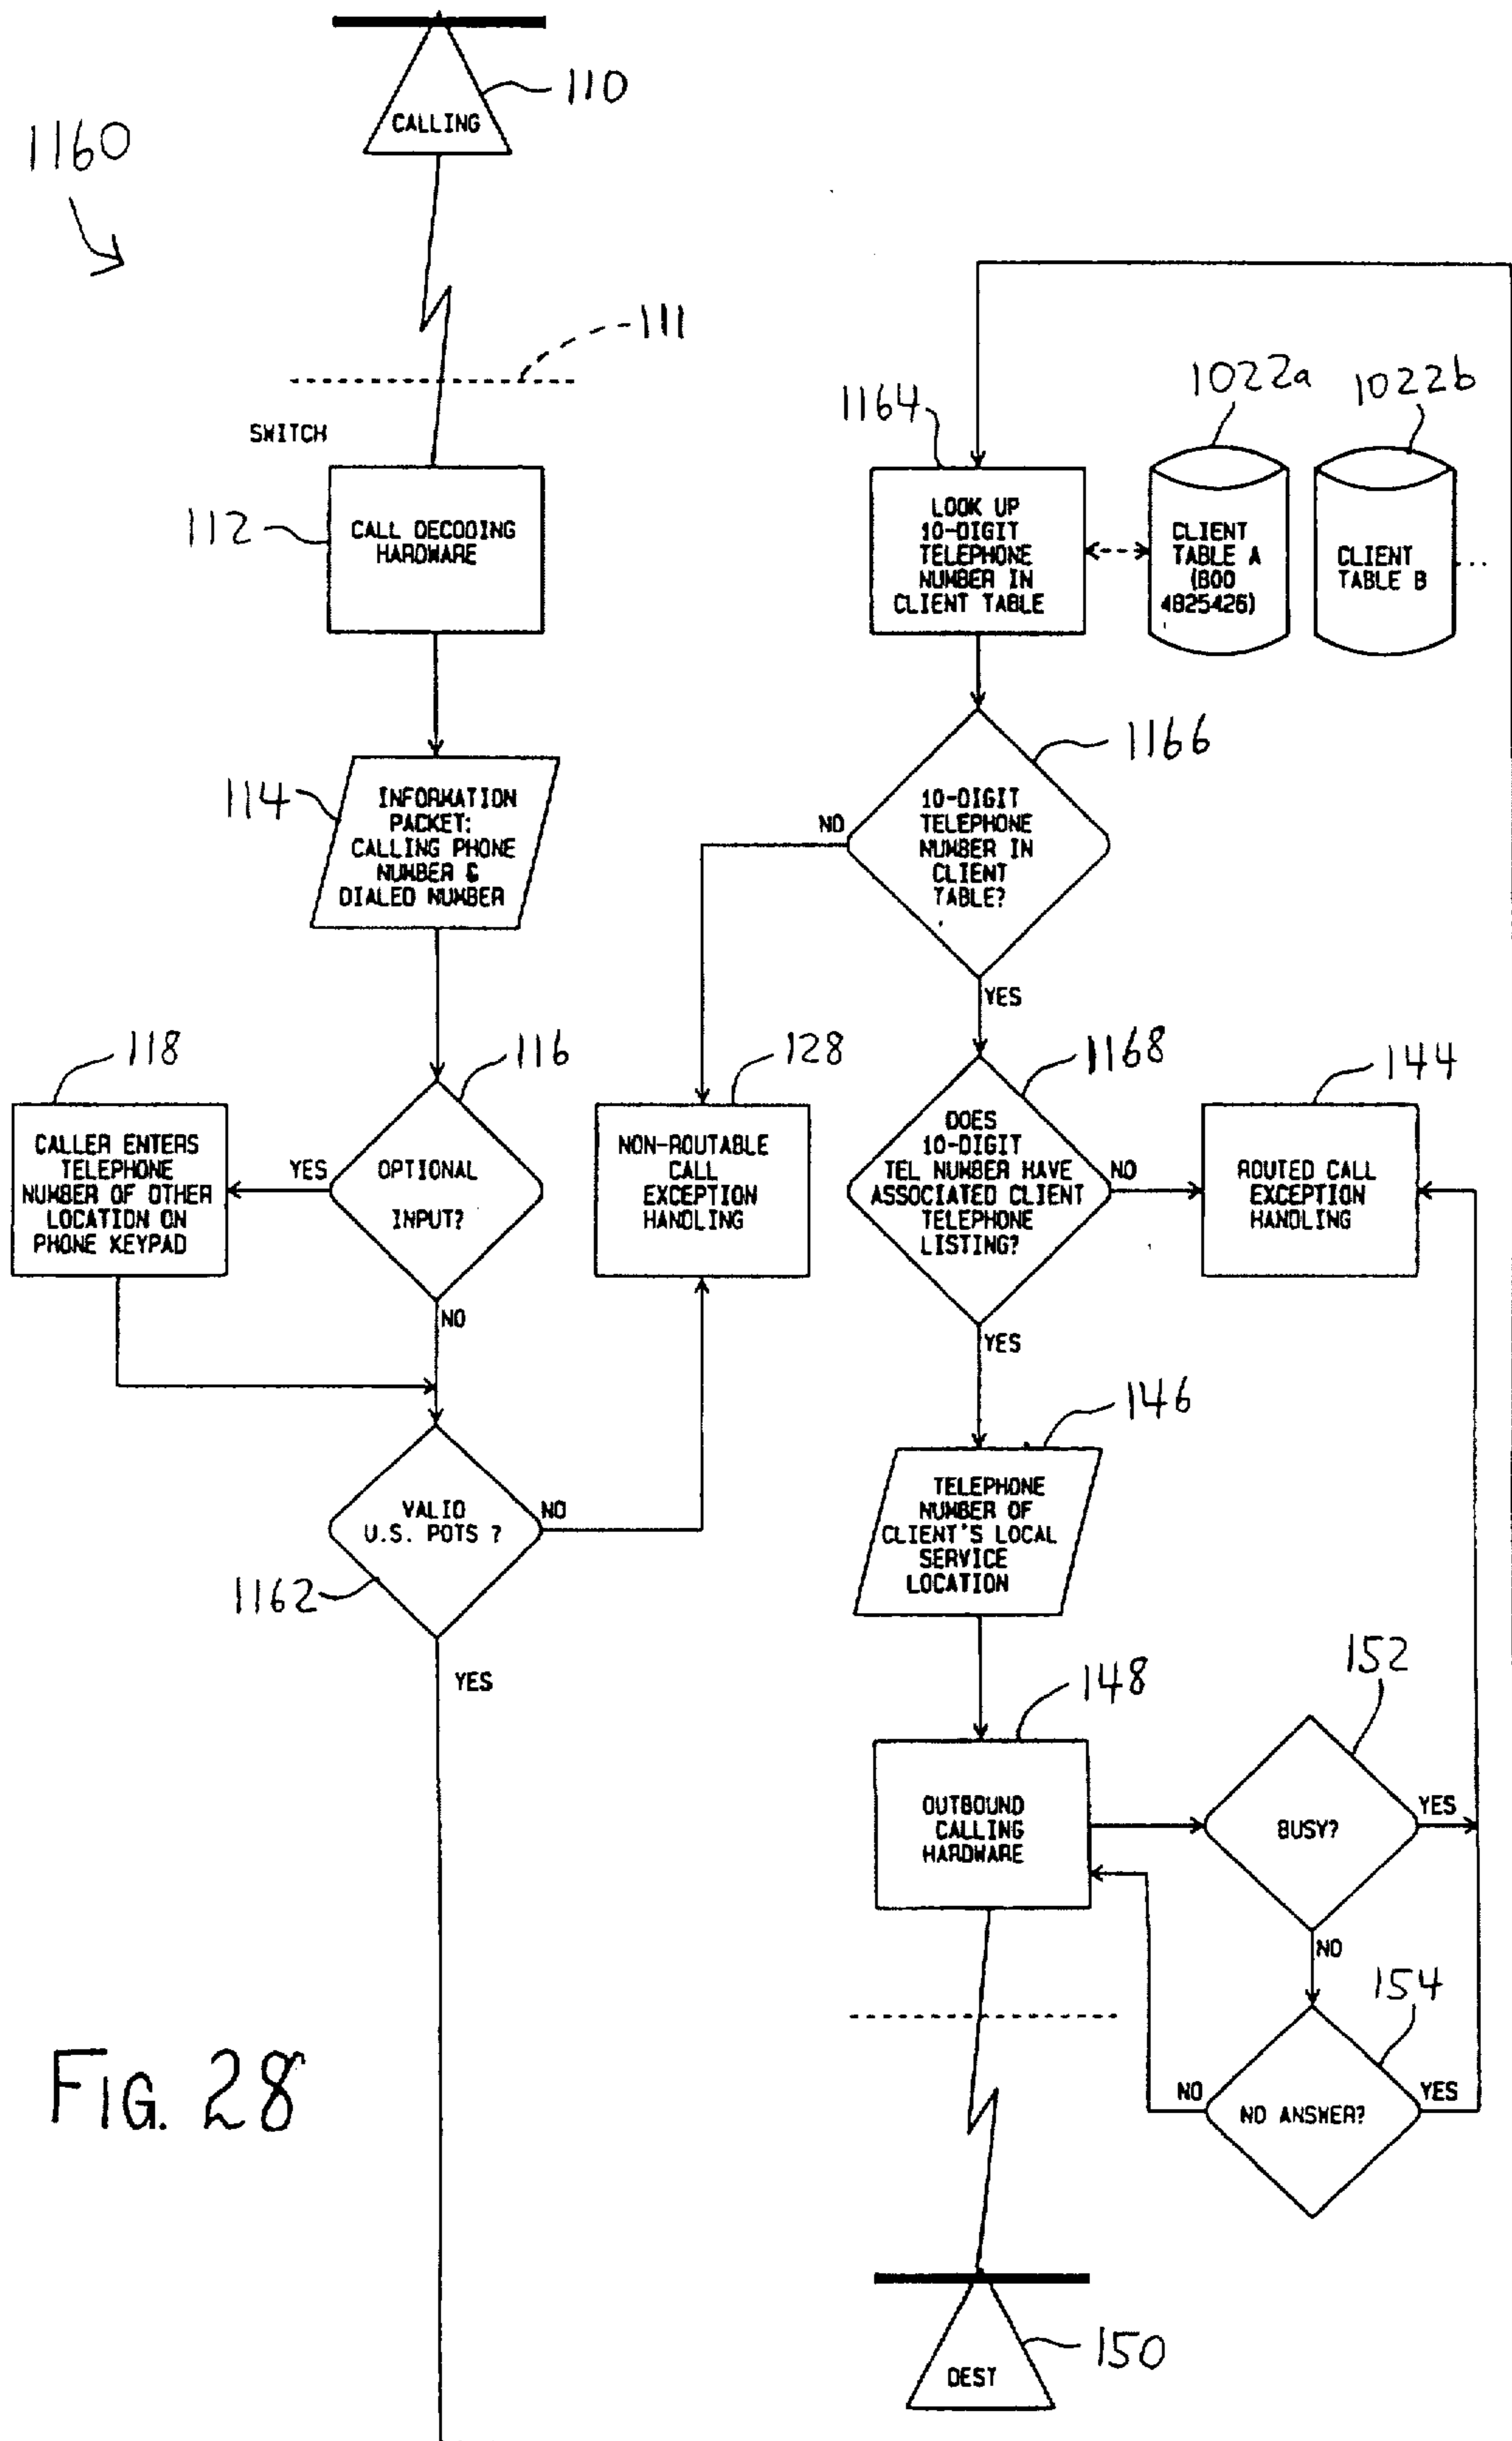 110
CALLING
1160
111
SWITCH
112
CALL DECODING
HARDWARE
114
INFORMATION
PACKET:
CALLING PHONE
NUMBER &
DIALED NUMBER
118
116
CALLER ENTERS
TELEPHONE
NUMBER OF OTHER
LOCATION ON
PHONE KEYPAD
YES
OPTIONAL
INPUT?
NO
VALID
U.S. POTS ?
NO
1162
YES
128
NON-ROUTABLE
CALL
EXCEPTION
HANDLING
1164
LOOK UP
10-DIGIT
TELEPHONE
NUMBER IN
CLIENT TABLE
1022a
CLIENT
TABLE A
(800
4825426)
1022b
CLIENT
TABLE B
...
1166
NO
10-DIGIT
TELEPHONE
NUMBER IN
CLIENT
TABLE?
YES
1168
DOES
10-DIGIT
TEL NUMBER HAVE
ASSOCIATED CLIENT
TELEPHONE
LISTING?
NO
144
ROUTED CALL
EXCEPTION
HANDLING
YES
146
TELEPHONE
NUMBER OF
CLIENT'S LOCAL
SERVICE
LOCATION
148
OUTBOUND
CALLING
HARDWARE
152
BUSY?
YES
NO
154
NO
NO ANSWER?
YES
150
DEST
FIG. 28